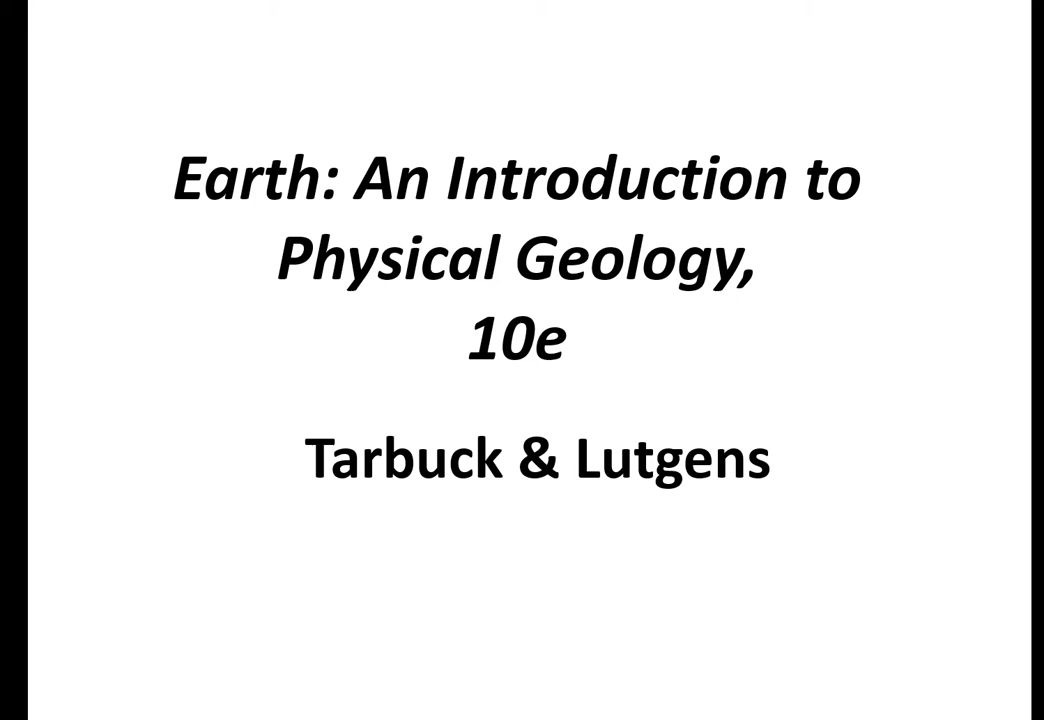 Earth: An Introduction to
Physical Geology,
10e
Tarbuck & Lutgens